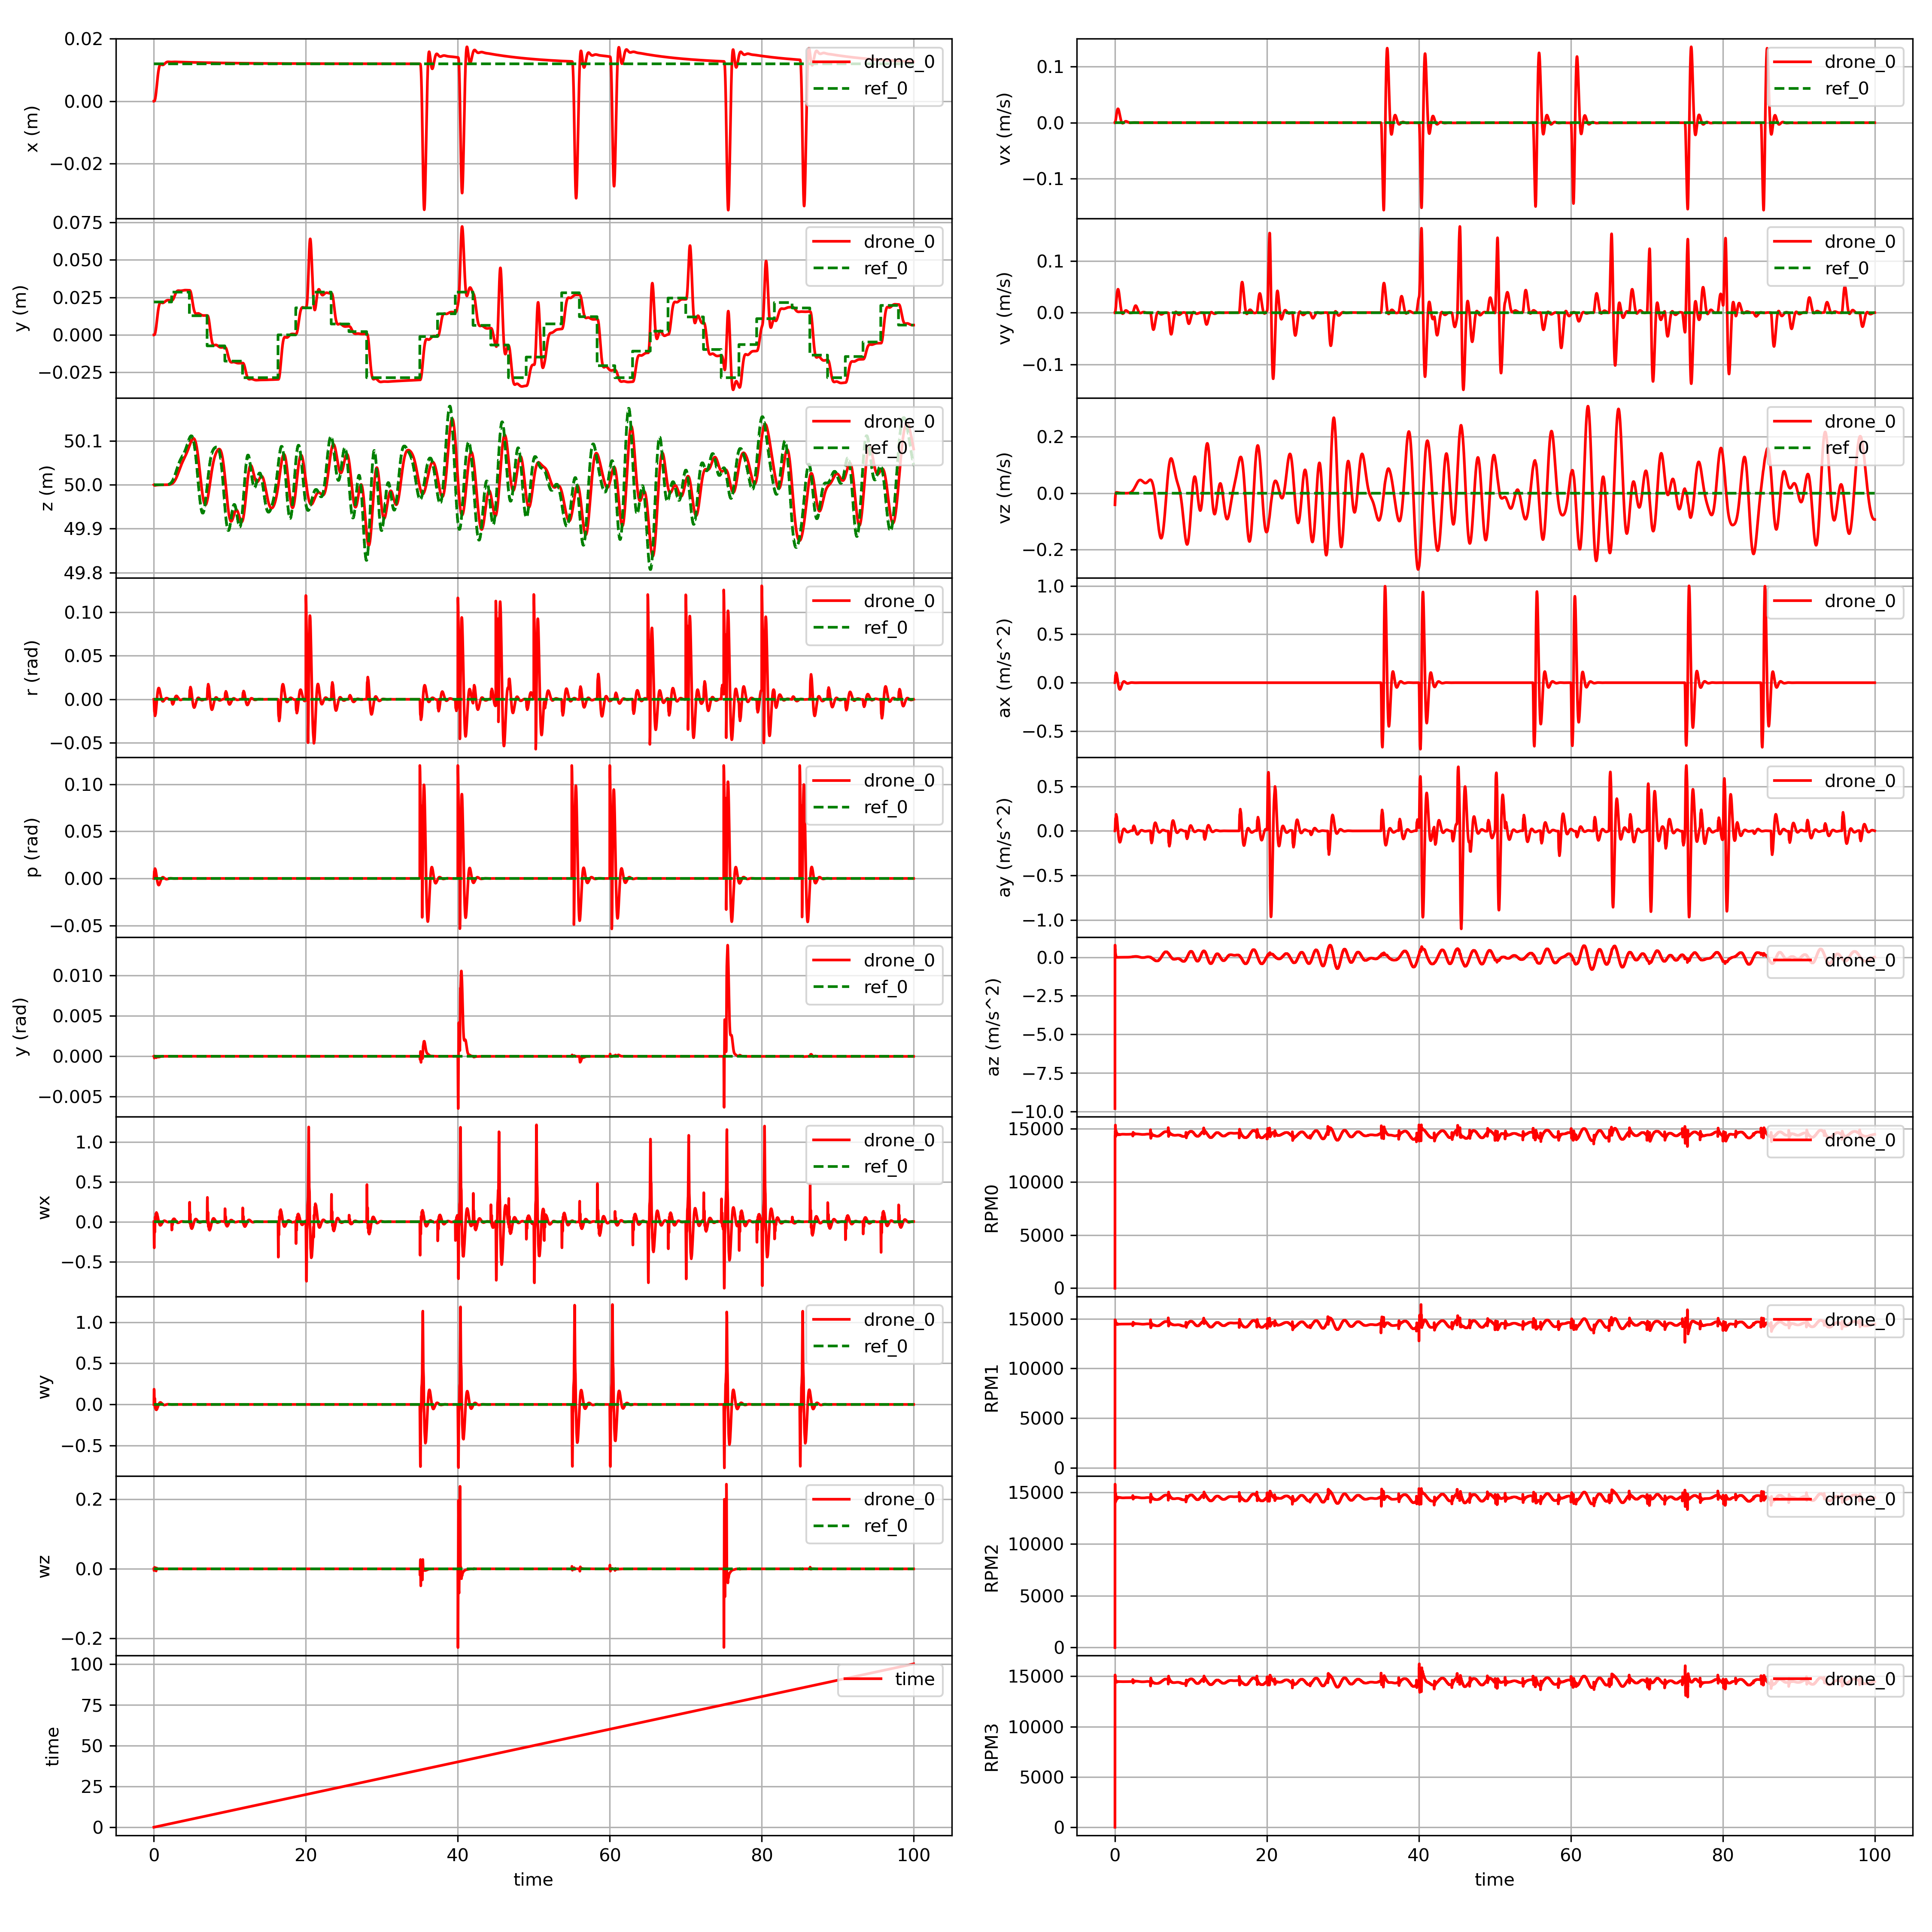 x (m)
0.02
0.00
−0.02
drone_0
ref_0
y (m)
0.075
0.050
0.025
0.000
−0.025
drone_0
ref_0
z (m)
50.1
50.0
49.9
49.8
drone_0
ref_0
r (rad)
0.10
0.05
0.00
−0.05
drone_0
ref_0
p (rad)
0.10
0.05
0.00
−0.05
drone_0
ref_0
y (rad)
0.010
0.005
0.000
−0.005
drone_0
ref_0
wx
1.0
0.5
0.0
−0.5
drone_0
ref_0
wy
1.0
0.5
0.0
−0.5
drone_0
ref_0
wz
0.2
0.0
−0.2
drone_0
ref_0
time
100
75
50
25
0
time
0 20 40 60 80 100
time
vx (m/s)
0.1
0.0
−0.1
drone_0
ref_0
vy (m/s)
0.1
0.0
−0.1
drone_0
ref_0
vz (m/s)
0.2
0.0
−0.2
drone_0
ref_0
ax (m/s^2)
1.0
0.5
0.0
−0.5
drone_0
ay (m/s^2)
0.5
0.0
−0.5
−1.0
drone_0
az (m/s^2)
0.0
−2.5
−5.0
−7.5
−10.0
drone_0
RPM0
15000
10000
5000
0
drone_0
RPM1
15000
10000
5000
0
drone_0
RPM2
15000
10000
5000
0
drone_0
RPM3
15000
10000
5000
0
drone_0
0 20 40 60 80 100
time